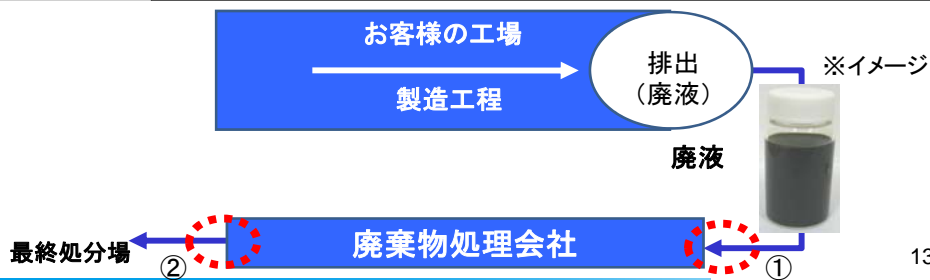 お客様の工場
製造工程
排出
（廃液）
※イメージ
廃液
廃棄物処理会社
最終処分場
②
①
13